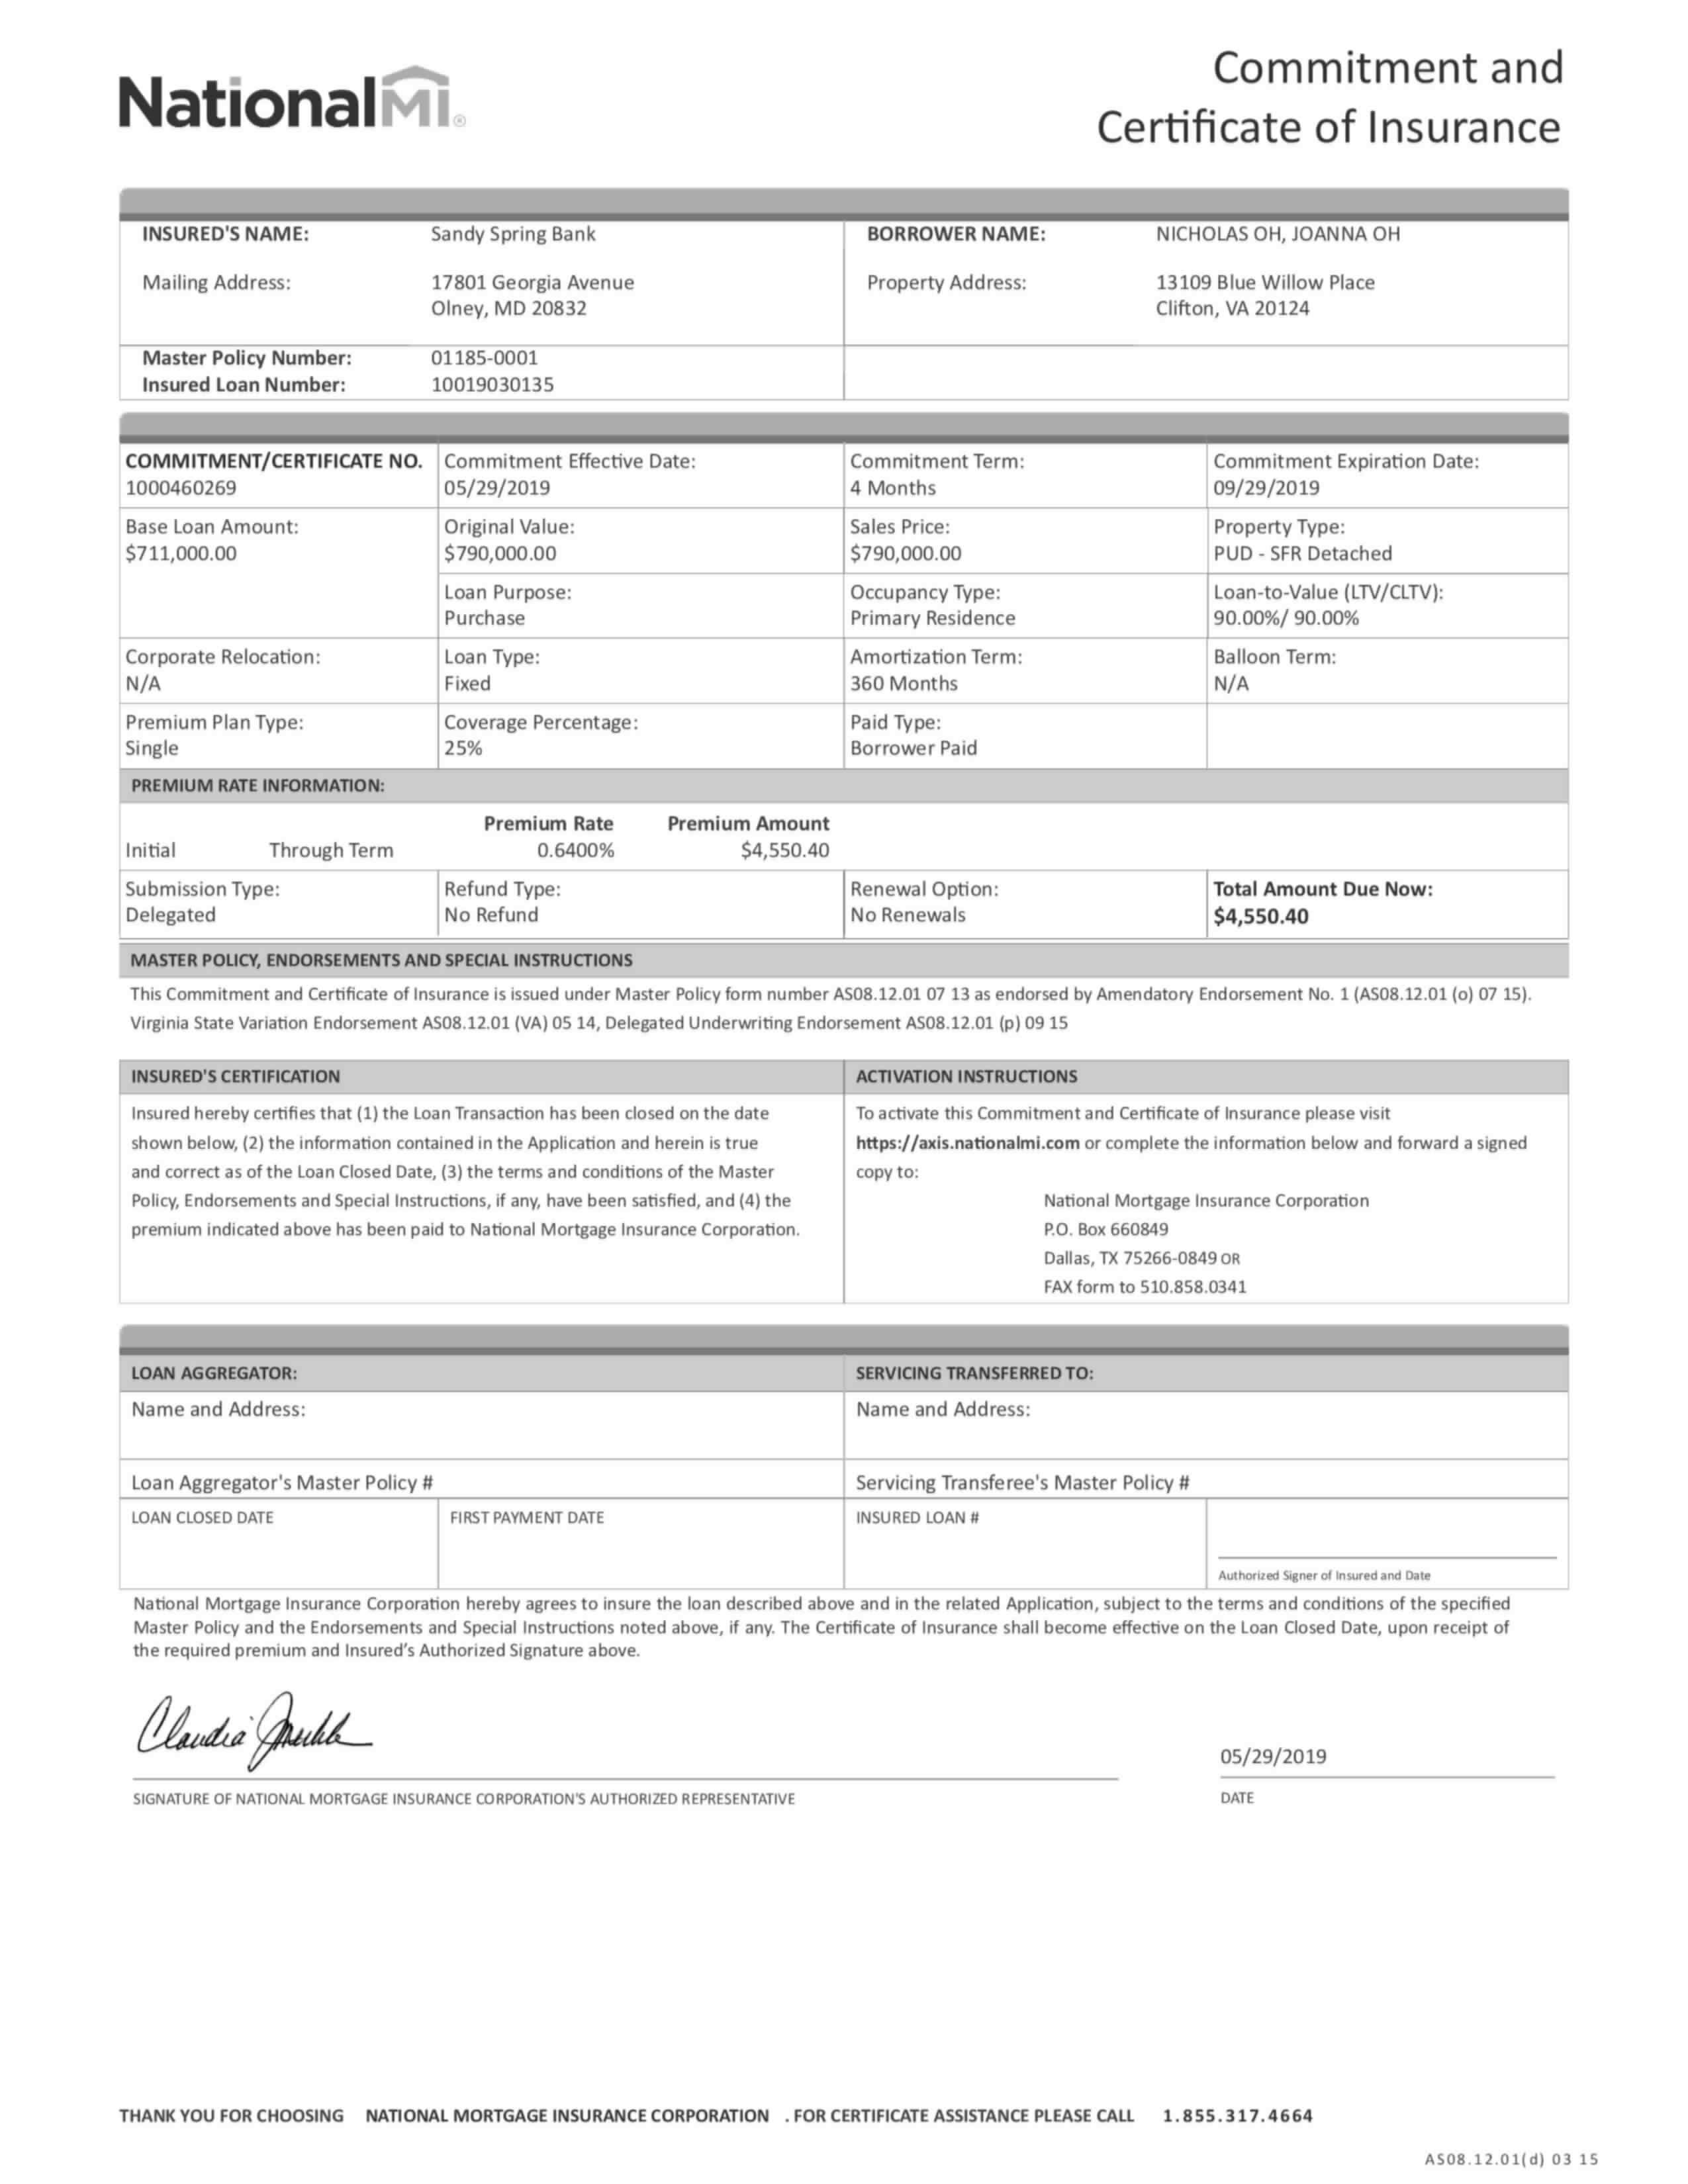 NationalMI®
Commitment and
Certificate of Insurance
INSURED'S NAME: Sandy Spring Bank
Mailing Address: 17801 Georgia Avenue
Olney, MD 20832
BORROWER NAME: NICHOLAS OH, JOANNA OH
Property Address: 13109 Blue Willow Place
Clifton, VA 20124
Master Policy Number: 01185-0001
Insured Loan Number: 10019030135
COMMITMENT/CERTIFICATE NO. Commitment Effective Date: Commitment Term: Commitment Expiration Date:
1000460269 05/29/2019 4 Months 09/29/2019
Base Loan Amount: Original Value: Sales Price: Property Type:
$711,000.00 $790,000.00 $790,000.00 PUD - SFR Detached
Loan Purpose: Occupancy Type: Loan-to-Value (LTV/CLTV):
Purchase Primary Residence 90.00%/ 90.00%
Corporate Relocation: Loan Type: Amortization Term: Balloon Term:
N/A Fixed 360 Months N/A
Premium Plan Type: Coverage Percentage: Paid Type:
Single 25% Borrower Paid
PREMIUM RATE INFORMATION:
Premium Rate Premium Amount
Initial Through Term 0.6400% $4,550.40
Submission Type: Refund Type: Renewal Option: Total Amount Due Now:
Delegated No Refund No Renewals $4,550.40
MASTER POLICY, ENDORSEMENTS AND SPECIAL INSTRUCTIONS
This Commitment and Certificate of Insurance is issued under Master Policy form number AS08.12.01 07 13 as endorsed by Amendatory Endorsement No. 1 (AS08.12.01 (o) 07 15).
Virginia State Variation Endorsement AS08.12.01 (VA) 05 14, Delegated Underwriting Endorsement AS08.12.01 (p) 09 15
INSURED'S CERTIFICATION
Insured hereby certifies that (1) the Loan Transaction has been closed on the date
shown below, (2) the information contained in the Application and herein is true
and correct as of the Loan Closed Date, (3) the terms and conditions of the Master
Policy, Endorsements and Special Instructions, if any, have been satisfied, and (4) the
premium indicated above has been paid to National Mortgage Insurance Corporation.
ACTIVATION INSTRUCTIONS
To activate this Commitment and Certificate of Insurance please visit
https://axis.nationalmi.com or complete the information below and forward a signed
copy to:
National Mortgage Insurance Corporation
P.O. Box 660849
Dallas, TX 75266-0849 OR
FAX form to 510.858.0341
LOAN AGGREGATOR: SERVICING TRANSFERRED TO:
Name and Address: Name and Address:
Loan Aggregator's Master Policy # Servicing Transferee's Master Policy #
LOAN CLOSED DATE FIRST PAYMENT DATE INSURED LOAN #
Authorized Signer of Insured and Date
National Mortgage Insurance Corporation hereby agrees to insure the loan described above and in the related Application, subject to the terms and conditions of the specified
Master Policy and the Endorsements and Special Instructions noted above, if any. The Certificate of Insurance shall become effective on the Loan Closed Date, upon receipt of
the required premium and Insured's Authorized Signature above.
Claudia
05/29/2019
SIGNATURE OF NATIONAL MORTGAGE INSURANCE CORPORATION'S AUTHORIZED REPRESENTATIVE DATE
THANK YOU FOR CHOOSING NATIONAL MORTGAGE INSURANCE CORPORATION . FOR CERTIFICATE ASSISTANCE PLEASE CALL 1.855.317.4664
AS08.12.01(d) 03 15